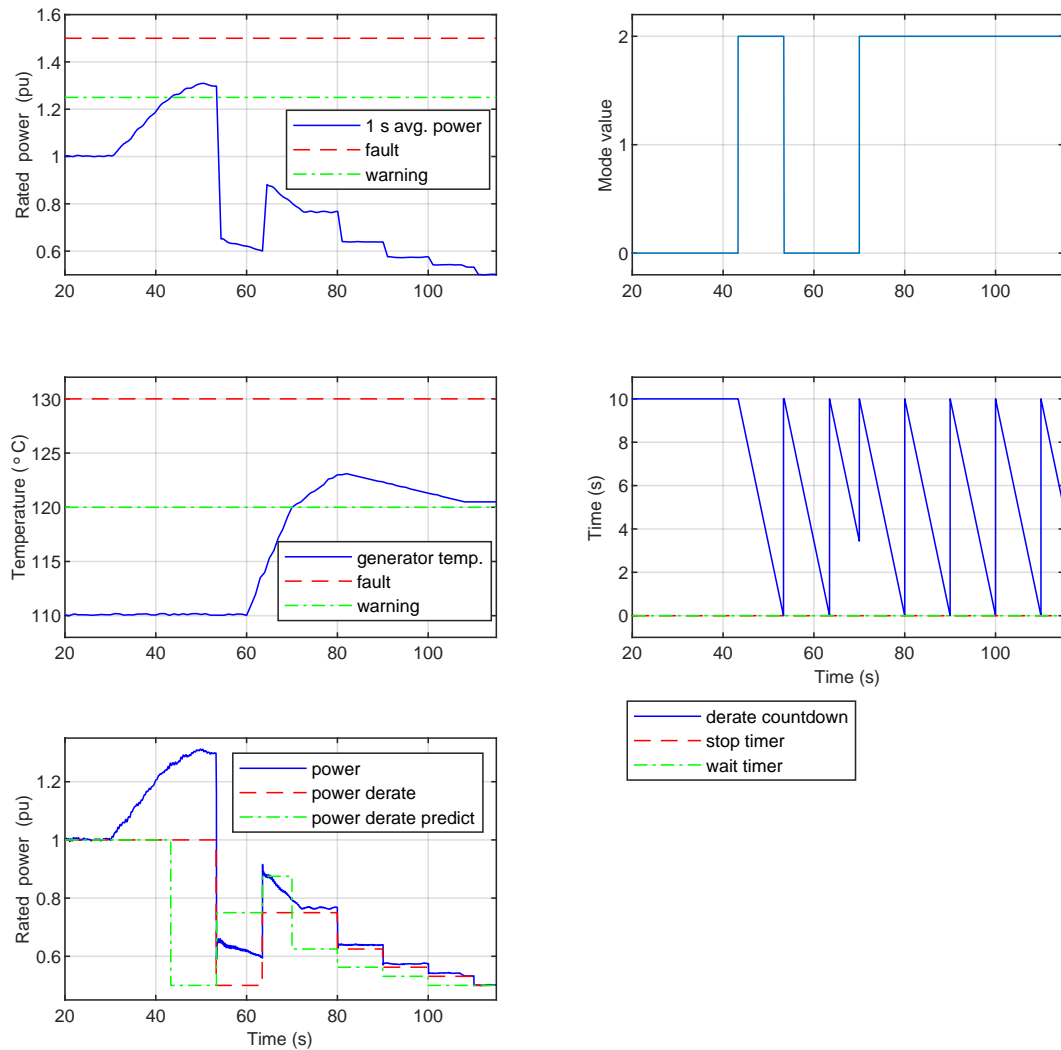 1.6
1.4
1.2
1
0.8
0.6
Rated power (pu)
1 s avg. power
fault
warning
20
40
60
80
100
2
1
0
Mode value
20
40
60
80
100
130
125
120
115
110
Temperature (°C)
generator temp.
fault
warning
20
40
60
80
100
10
8
6
4
2
0
Time (s)
20
40
60
80
100
Time (s)
derate countdown
stop timer
wait timer
1.2
1
0.8
0.6
Rated power (pu)
power
power derate
power derate predict
20
40
60
80
100
Time (s)